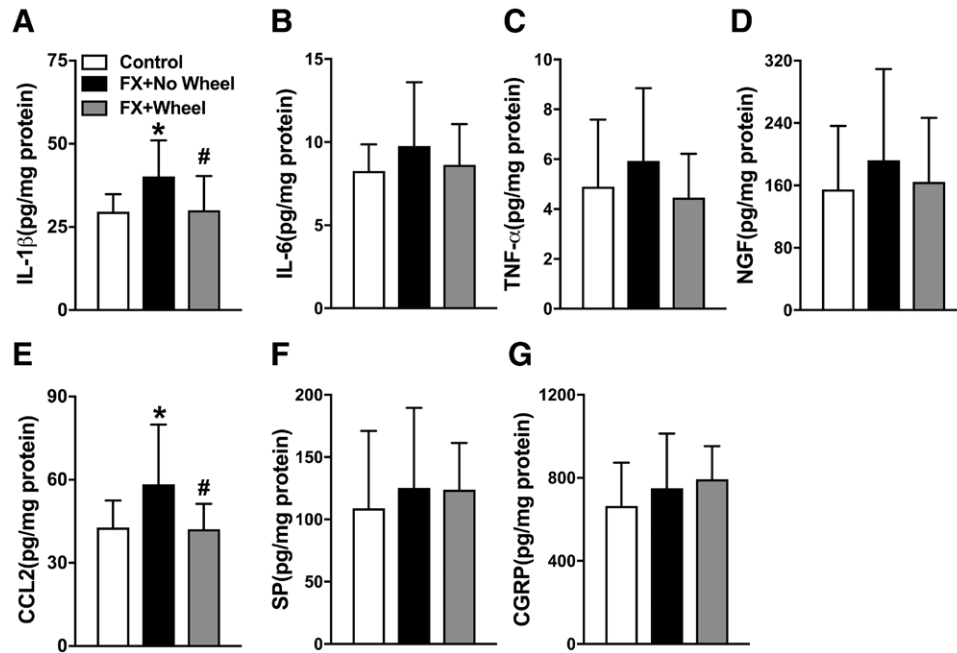 A
IL-1β(pg/mg protein)
75
50
25
0
Control
FX+No Wheel
FX+Wheel
*
#
B
IL-6(pg/mg protein)
15
10
5
0
C
TNF-α(pg/mg protein)
10
8
6
4
2
0
D
NGF(pg/mg protein)
320
240
160
80
0
E
CCL2(pg/mg protein)
90
60
30
0
*
#
F
SP(pg/mg protein)
200
150
100
50
0
G
CGRP(pg/mg protein)
1200
800
400
0